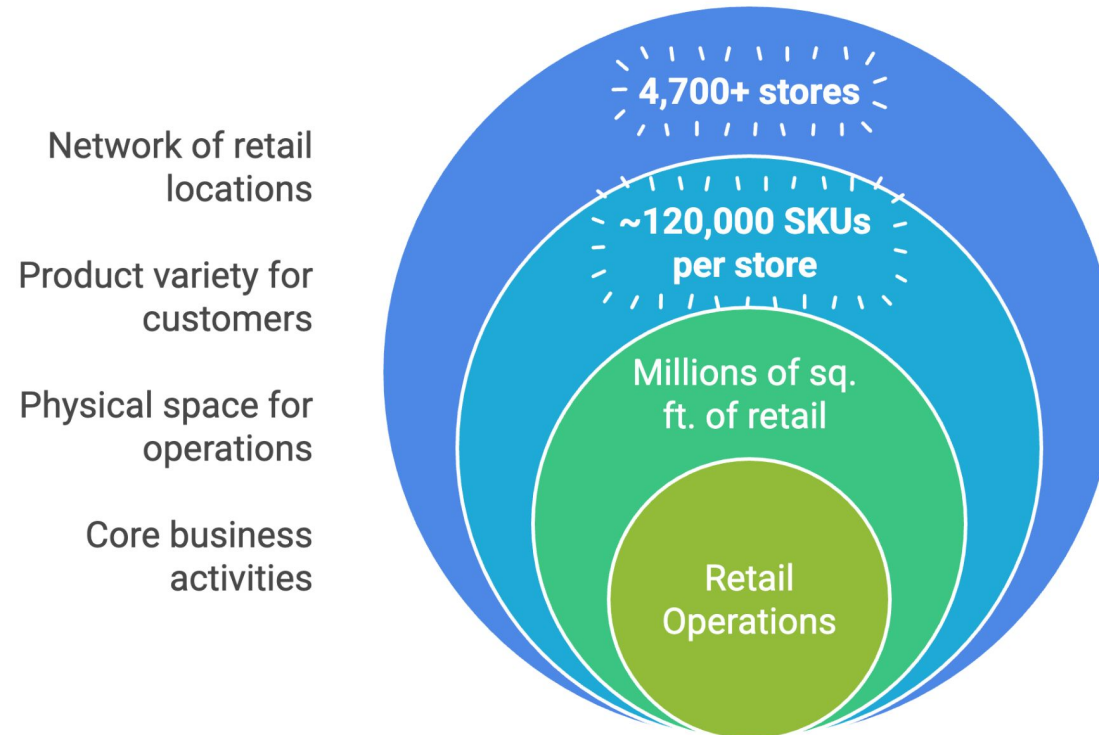 4,700+ stores
Network of retail
locations
~120,000 SKUs
per store
Product variety for
customers
Millions of sq.
ft. of retail
Physical space for
operations
Core business
activities
Retail
Operations